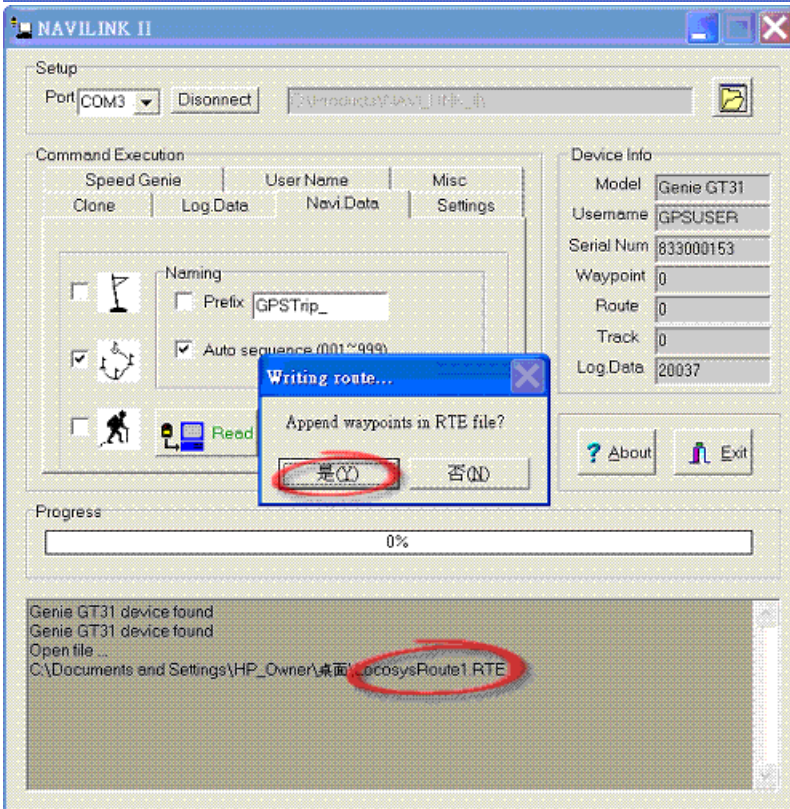 NAVILINK II
Setup
Port COM3 Disonnect
Command Execution
Speed Genie User Name Misc
Clone Log.Data Navi.Data Settings
Naming
Prefix GPSTrip_
Auto sequence (001~999)
Read
Writing route...
Append waypoints in RTE file?
是(Y) 否(N)
Device Info
Model Genie GT31
Username GPSUSER
Serial Num 833000153
Waypoint 0
Route 0
Track 0
Log.Data 20037
? About Exit
Progress
0%
Genie GT31 device found
Genie GT31 device found
Open file ...
C:\Documents and Settings\HP_Owner\桌面\LocosysRoute1.RTE